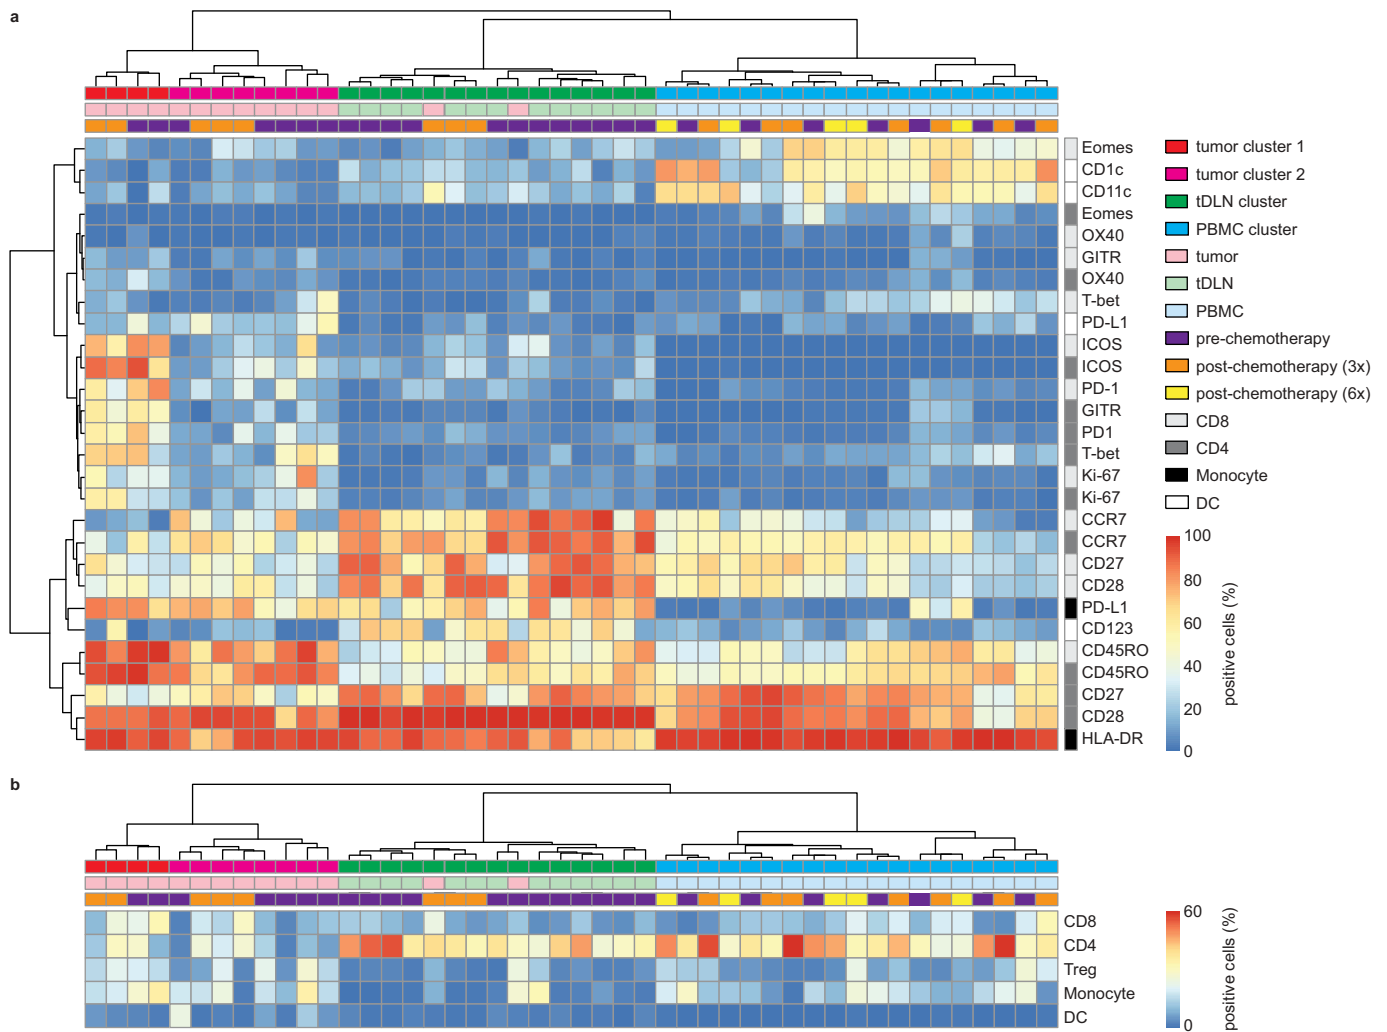 a
Eomes
CD1c
CD11c
Eomes
OX40
GITR
OX40
T-bet
PD-L1
ICOS
ICOS
PD-1
GITR
PD1
T-bet
Ki-67
Ki-67
CCR7
CCR7
CD27
CD28
PD-L1
CD123
CD45RO
CD45RO
CD27
CD28
HLA-DR
tumor cluster 1
tumor cluster 2
tDLN cluster
PBMC cluster
tumor
tDLN
PBMC
pre-chemotherapy
post-chemotherapy (3x)
post-chemotherapy (6x)
CD8
CD4
Monocyte
DC
100
80
60
40
20
0
positive cells (%)
b
CD8
CD4
Treg
Monocyte
DC
60
0
positive cells (%)